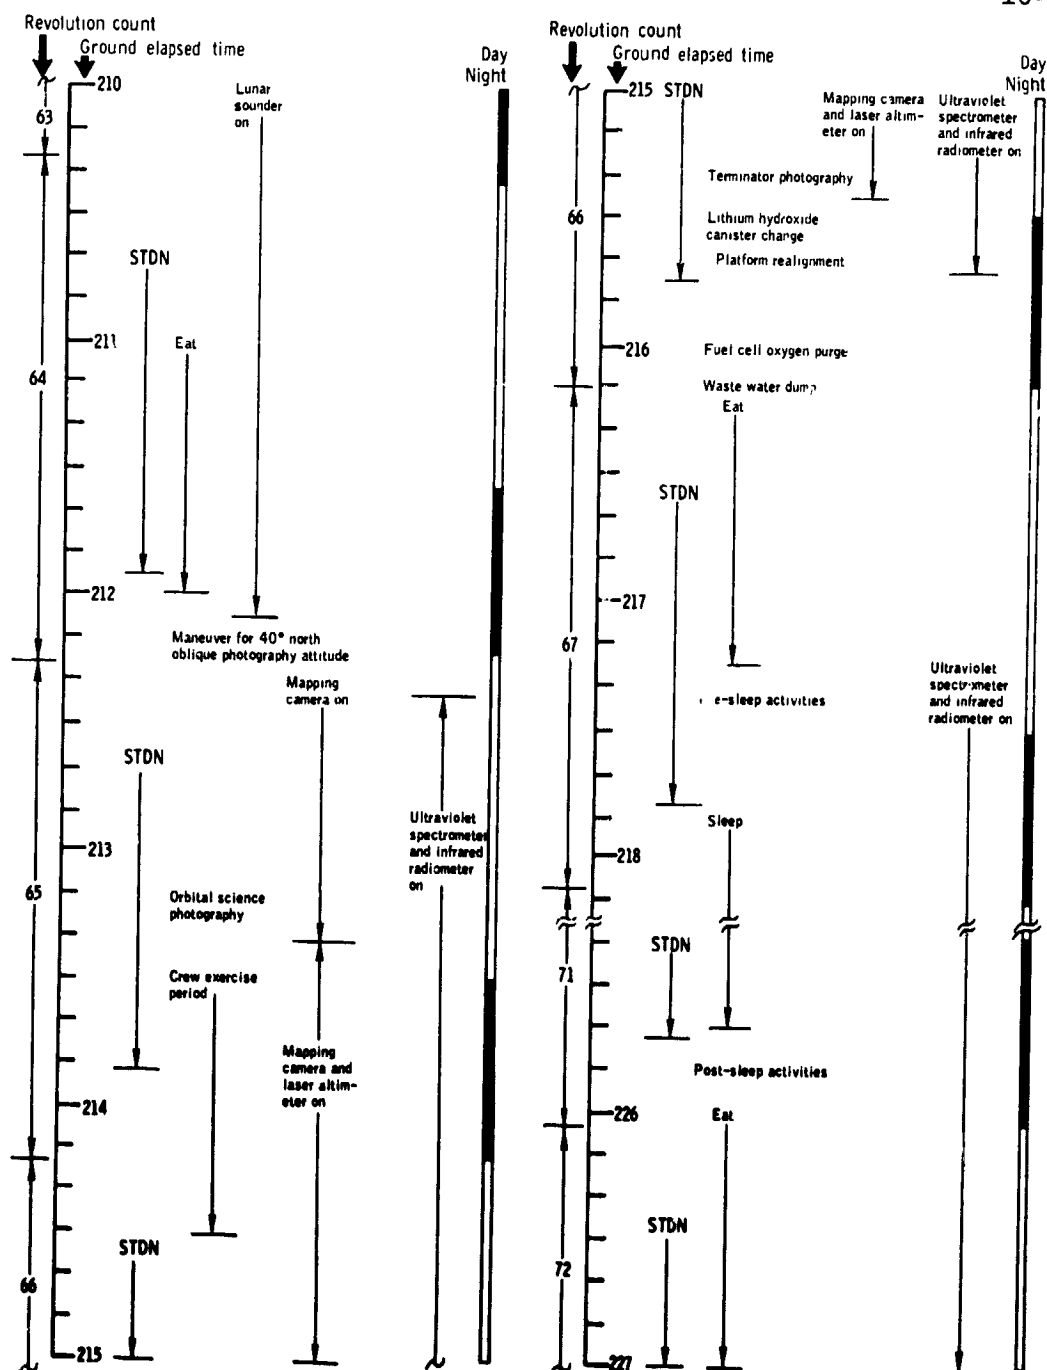 Revolution count
Ground elapsed time
Day
Night
210
63
Lunar
sounder
on
STDN
211
Eat
64
212
Maneuver for 40° north
oblique photography attitude
Mapping
camera on
STDN
Ultraviolet
spectrometer
and infrared
radiometer
on
213
65
Orbital science
photography
Crew exercise
period
Mapping
camera and
laser altim-
eter on
214
STDN
66
215
Revolution count
Ground elapsed time
Day
Night
215 STDN
Mapping camera
and laser altim-
eter on
Ultraviolet
spectrometer
and infrared
radiometer on
Terminator photography
66
Lithium hydroxide
canister change
Platform realignment
216
Fuel cell oxygen purge
Waste water dump
Eat
STDN
217
67
Ultraviolet
spectrometer
and infrared
radiometer on
e-sleep activities
Sleep
218
STDN
71
Post-sleep activities
226
Eat
STDN
72
227